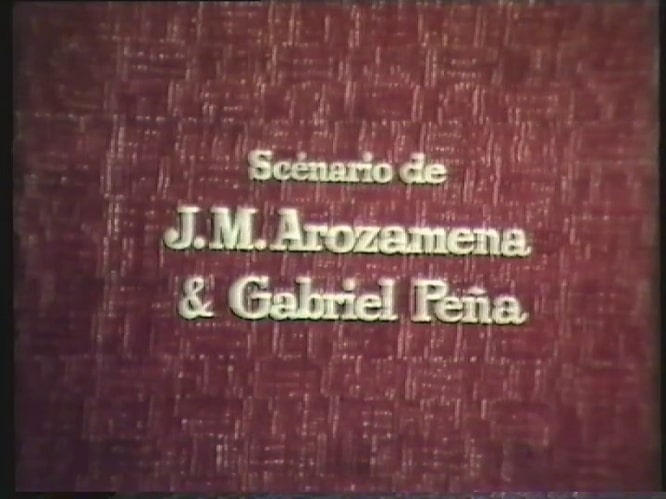 Scénario de
J.M. Arozamena
& Gabriel Peña